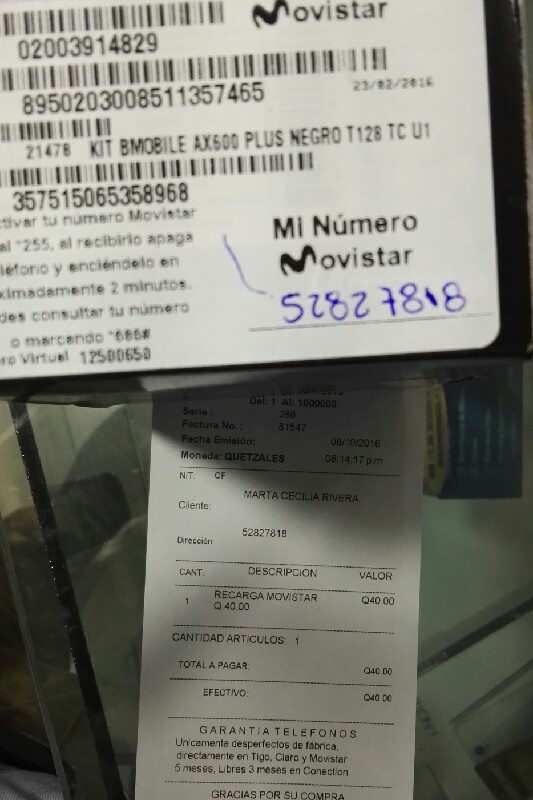 Movistar
02003914829
8950203008511357465
23/02/2016
21478 KIT BMOBILE AX600 PLUS NEGRO T128 TC U1
357515065358968
ctivar tu número Movistar
al *255, al recibirlo apaga
léfono y enciéndelo en
ximadamente 2 minutos.
des consultar tu número
o marcando *688#
ro Virtual 12500650
Mi Número
Movistar
52827818
Del: 1 Al: 1000000
Serie: 286
Factura No.: 81547
Fecha Emisión: 08/10/2016
Moneda: QUETZALES 06:14:17 p.m
NIT: CF
MARTA CECILIA RIVERA
Cliente:
52827818
Dirección:
CANT. DESCRIPCION VALOR
1 RECARGA MOVISTAR Q40.00
Q 40.00
CANTIDAD ARTICULOS: 1
TOTAL A PAGAR: Q40.00
EFECTIVO: Q40.00
GARANTIA TELEFONOS
Unicamente desperfectos de fábrica,
directamente en Tigo, Claro y Movistar
6 meses, Libres 3 meses en Conection
GRACIAS POR SU COMPRA